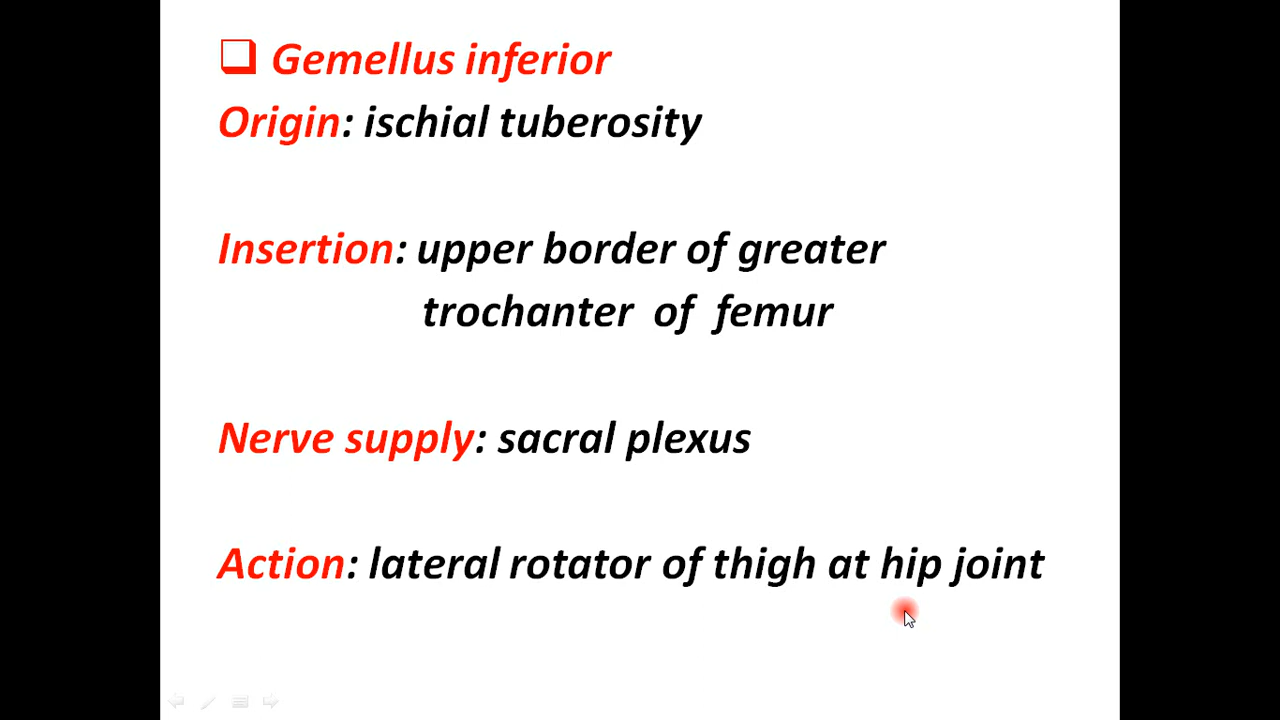 Gemellus inferior
Origin: ischial tuberosity
Insertion: upper border of greater
trochanter of femur
Nerve supply: sacral plexus
Action: lateral rotator of thigh at hip joint